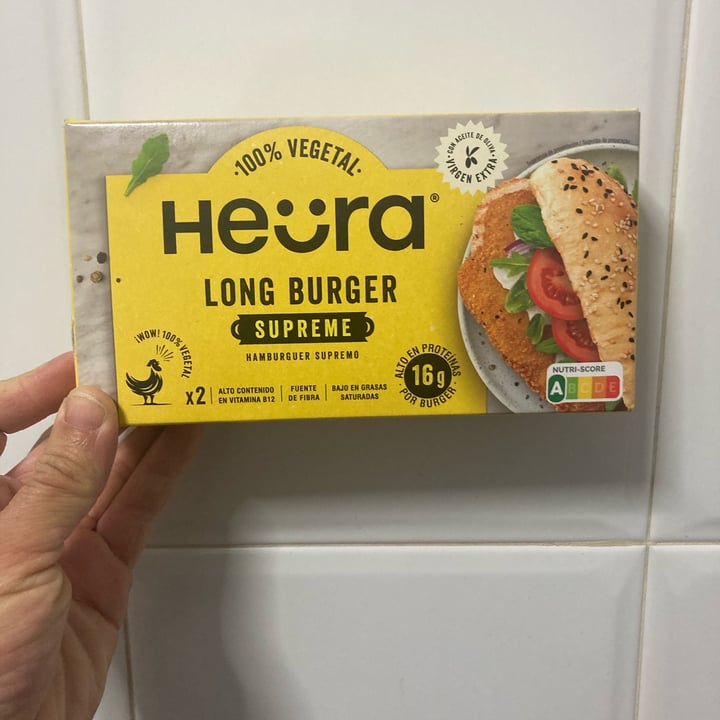 ·100% VEGETAL·
Heüra®
LONG BURGER
SUPREME
HAMBURGUER SUPREMO
¡WOW! 100% VEGETAL
x2
ALTO CONTENIDO
EN VITAMINA B12
FUENTE
DE FIBRA
BAJO EN GRASAS
SATURADAS
ALTO EN PROTEÍNAS
16g
POR BURGER
·CON ACEITE DE OLIVA·
VIRGEN EXTRA
NUTRI-SCORE
A B C D E